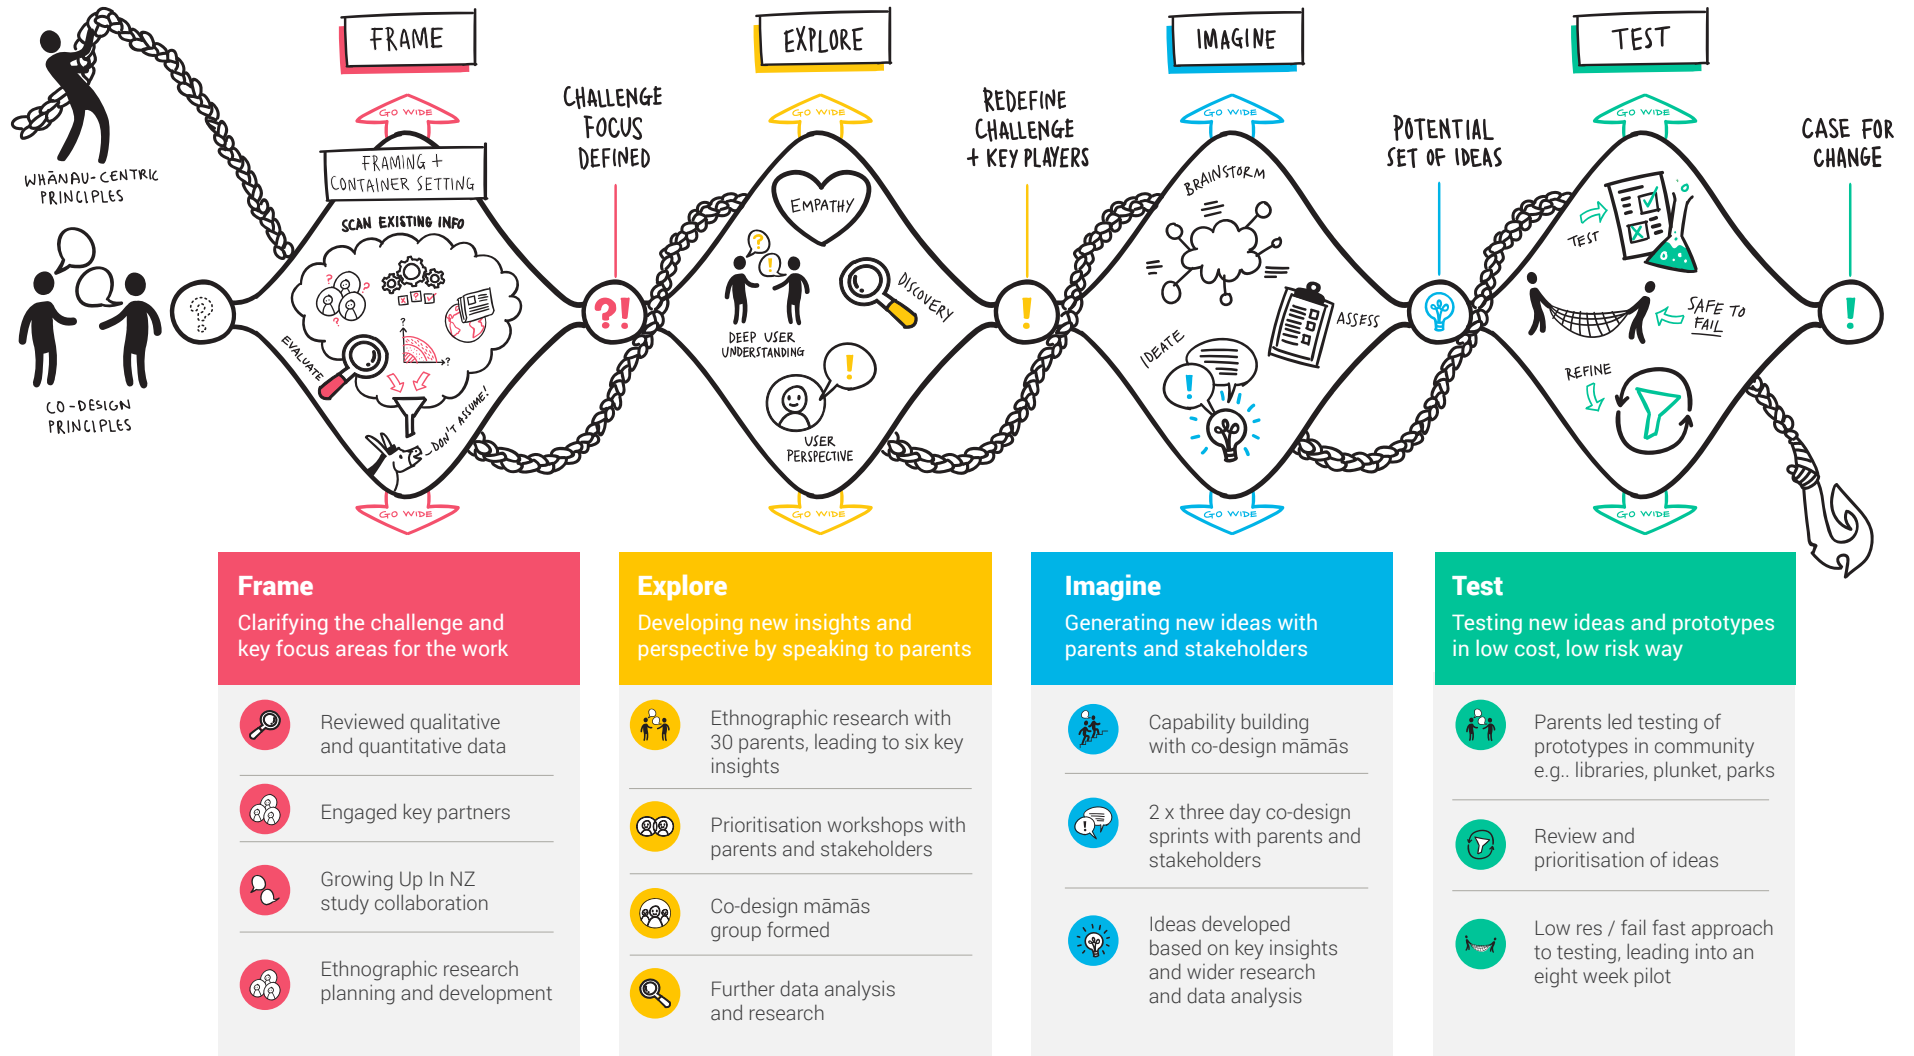 FRAME
EXPLORE
IMAGINE
TEST
WHĀNAU-CENTRIC
PRINCIPLES
CO-DESIGN
PRINCIPLES
?
GO WIDE
FRAMING +
CONTAINER SETTING
SCAN EXISTING INFO
?
?
?
x ? ✓
?
?
EVALUATE
DON'T ASSUME!
GO WIDE
CHALLENGE
FOCUS
DEFINED
?!
GO WIDE
EMPATHY
?
!
DEEP USER
UNDERSTANDING
DISCOVERY
!
USER
PERSPECTIVE
GO WIDE
REDEFINE
CHALLENGE
+ KEY PLAYERS
!
GO WIDE
BRAINSTORM
ASSESS
IDEATE
!
GO WIDE
POTENTIAL
SET OF IDEAS
GO WIDE
TEST
SAFE TO
FAIL
REFINE
GO WIDE
CASE FOR
CHANGE
!
Frame
Clarifying the challenge and
key focus areas for the work
Reviewed qualitative
and quantitative data
Engaged key partners
Growing Up In NZ
study collaboration
Ethnographic research
planning and development
Explore
Developing new insights and
perspective by speaking to parents
Ethnographic research with
30 parents, leading to six key
insights
Prioritisation workshops with
parents and stakeholders
Co-design māmās
group formed
Further data analysis
and research
Imagine
Generating new ideas with
parents and stakeholders
Capability building
with co-design māmās
2 x three day co-design
sprints with parents and
stakeholders
Ideas developed
based on key insights
and wider research
and data analysis
Test
Testing new ideas and prototypes
in low cost, low risk way
Parents led testing of
prototypes in community
e.g.. libraries, plunket, parks
Review and
prioritisation of ideas
Low res / fail fast approach
to testing, leading into an
eight week pilot